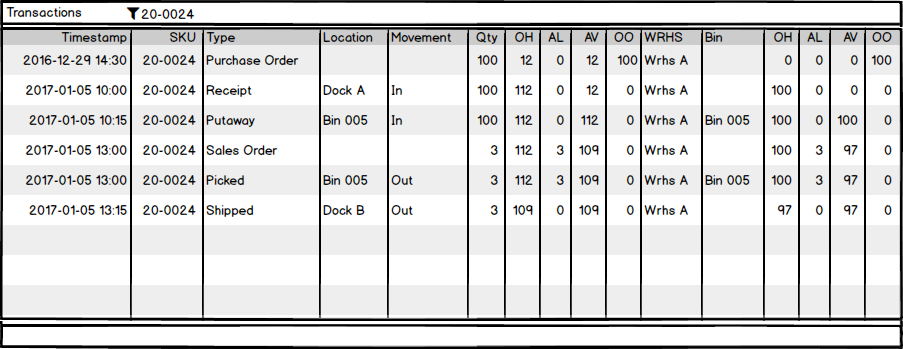 Transactions 20-0024
Timestamp SKU Type Location Movement Qty OH AL AV OO WRHS Bin OH AL AV OO
2016-12-29 14:30 20-0024 Purchase Order 100 12 0 12 100 Wrhs A 0 0 0 100
2017-01-05 10:00 20-0024 Receipt Dock A In 100 112 0 12 0 Wrhs A 100 0 0 0
2017-01-05 10:15 20-0024 Putaway Bin 005 In 100 112 0 112 0 Wrhs A Bin 005 100 0 100 0
2017-01-05 13:00 20-0024 Sales Order 3 112 3 109 0 Wrhs A 100 3 97 0
2017-01-05 13:00 20-0024 Picked Bin 005 Out 3 112 3 109 0 Wrhs A Bin 005 100 3 97 0
2017-01-05 13:15 20-0024 Shipped Dock B Out 3 109 0 109 0 Wrhs A 97 0 97 0